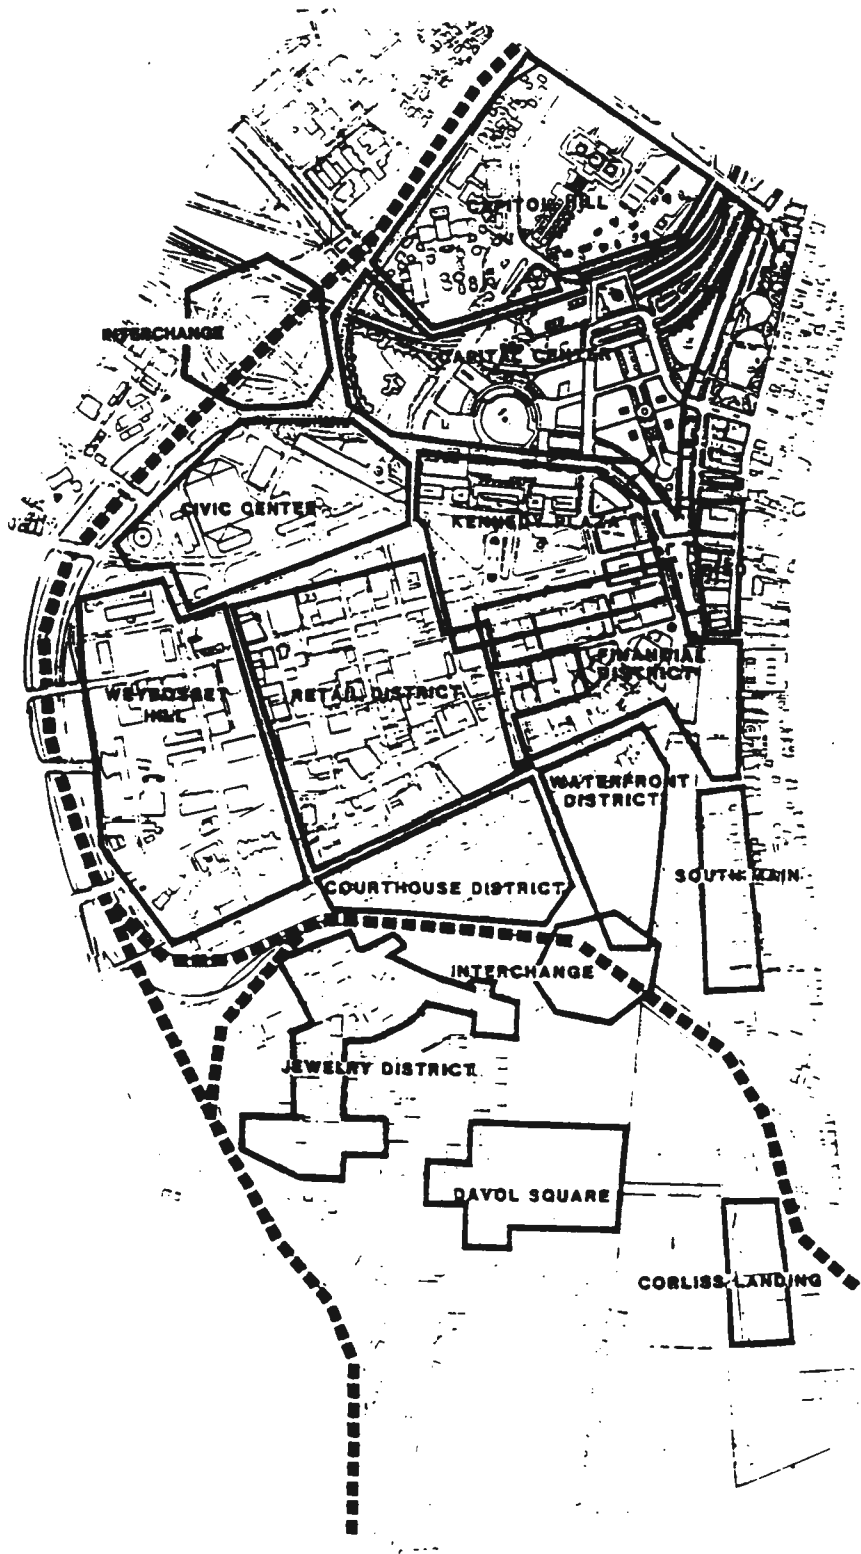 CAPITOL HILL
INTERCHANGE
CAPITAL CENTER
CIVIC CENTER
KENNEDY PLAZA
FINANCIAL
DISTRICT
WEYBOSSET
HILL
RETAIL DISTRICT
WATERFRONT
DISTRICT
SOUTH MAIN
COURTHOUSE DISTRICT
INTERCHANGE
JEWELRY DISTRICT
DAVOL SQUARE
CORLISS LANDING